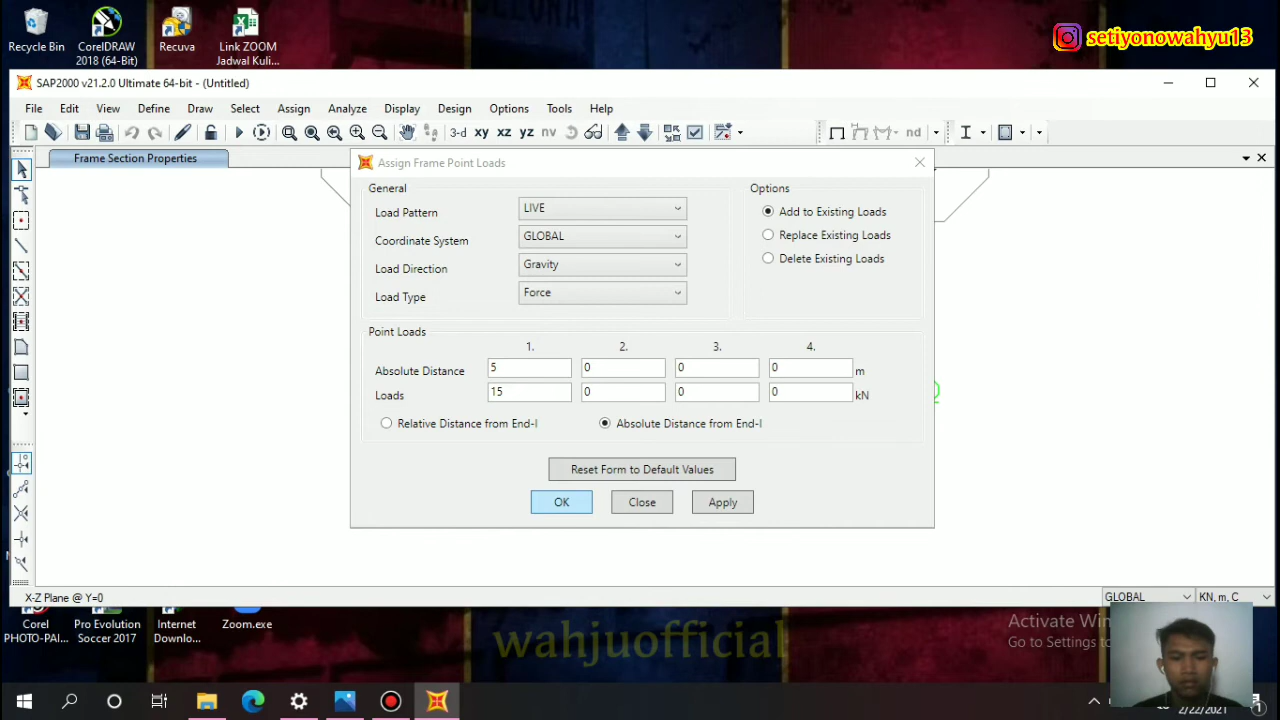 setiyonowahyu13
Recycle Bin
CorelDRAW
2018 (64-Bit)
Recuva
Link ZOOM
Jadwal Kuli...
SAP2000 v21.2.0 Ultimate 64-bit - (Untitled)
File Edit View Define Draw Select Assign Analyze Display Design Options Tools Help
3-d xy xz yz nv nd
Frame Section Properties
Assign Frame Point Loads
General
Load Pattern LIVE
Coordinate System GLOBAL
Load Direction Gravity
Load Type Force
Options
Add to Existing Loads
Replace Existing Loads
Delete Existing Loads
Point Loads
1. 2. 3. 4.
Absolute Distance 5 0 0 0 m
Loads 15 0 0 0 kN
Relative Distance from End-I Absolute Distance from End-I
Reset Form to Default Values
OK Close Apply
X-Z Plane @ Y=0
GLOBAL KN, m, C
Corel
PHOTO-PAI...
Pro Evolution
Soccer 2017
Internet
Downlo...
Zoom.exe
wahjuofficial
Activate Win
Go to Settings to
2/22/2021
1